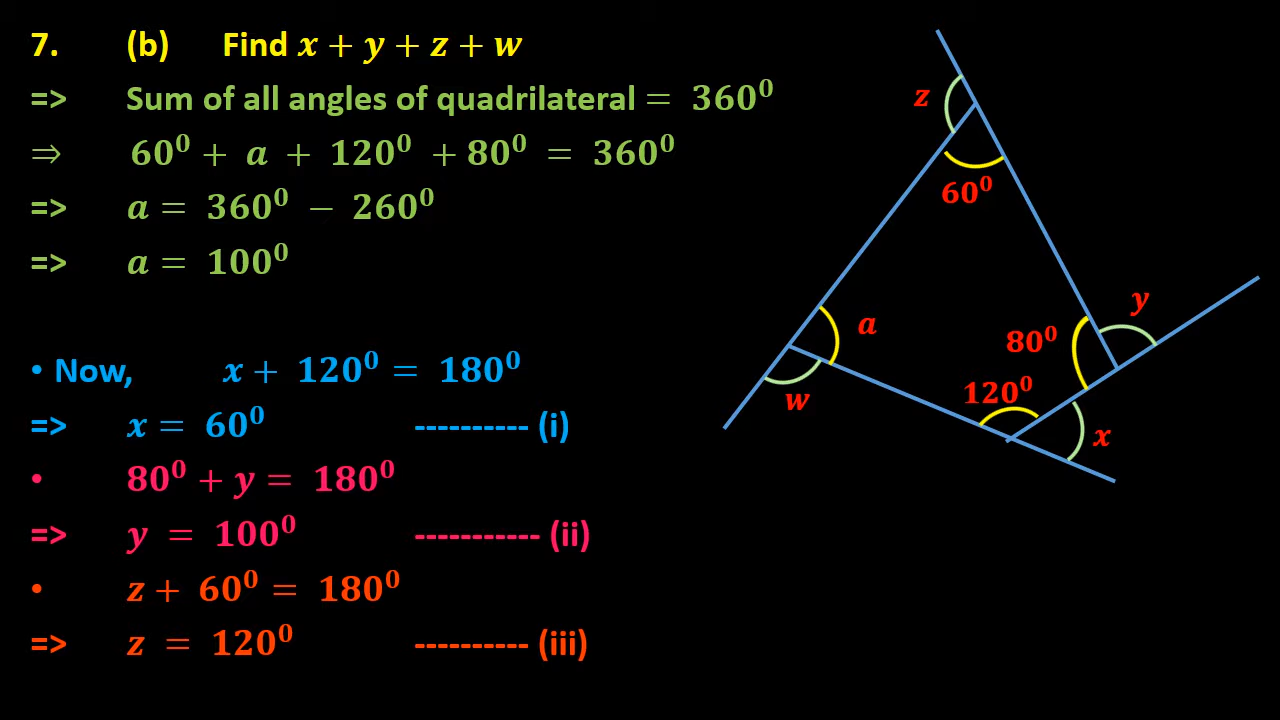 7. (b) Find x + y + z + w
=> Sum of all angles of quadrilateral = 360⁰
⇒ 60⁰ + a + 120⁰ + 80⁰ = 360⁰
=> a = 360⁰ − 260⁰
=> a = 100⁰
• Now, x + 120⁰ = 180⁰
=> x = 60⁰ ---------- (i)
• 80⁰ + y = 180⁰
=> y = 100⁰ ----------- (ii)
• z + 60⁰ = 180⁰
=> z = 120⁰ ---------- (iii)
z
60⁰
a
y
80⁰
w
120⁰
x